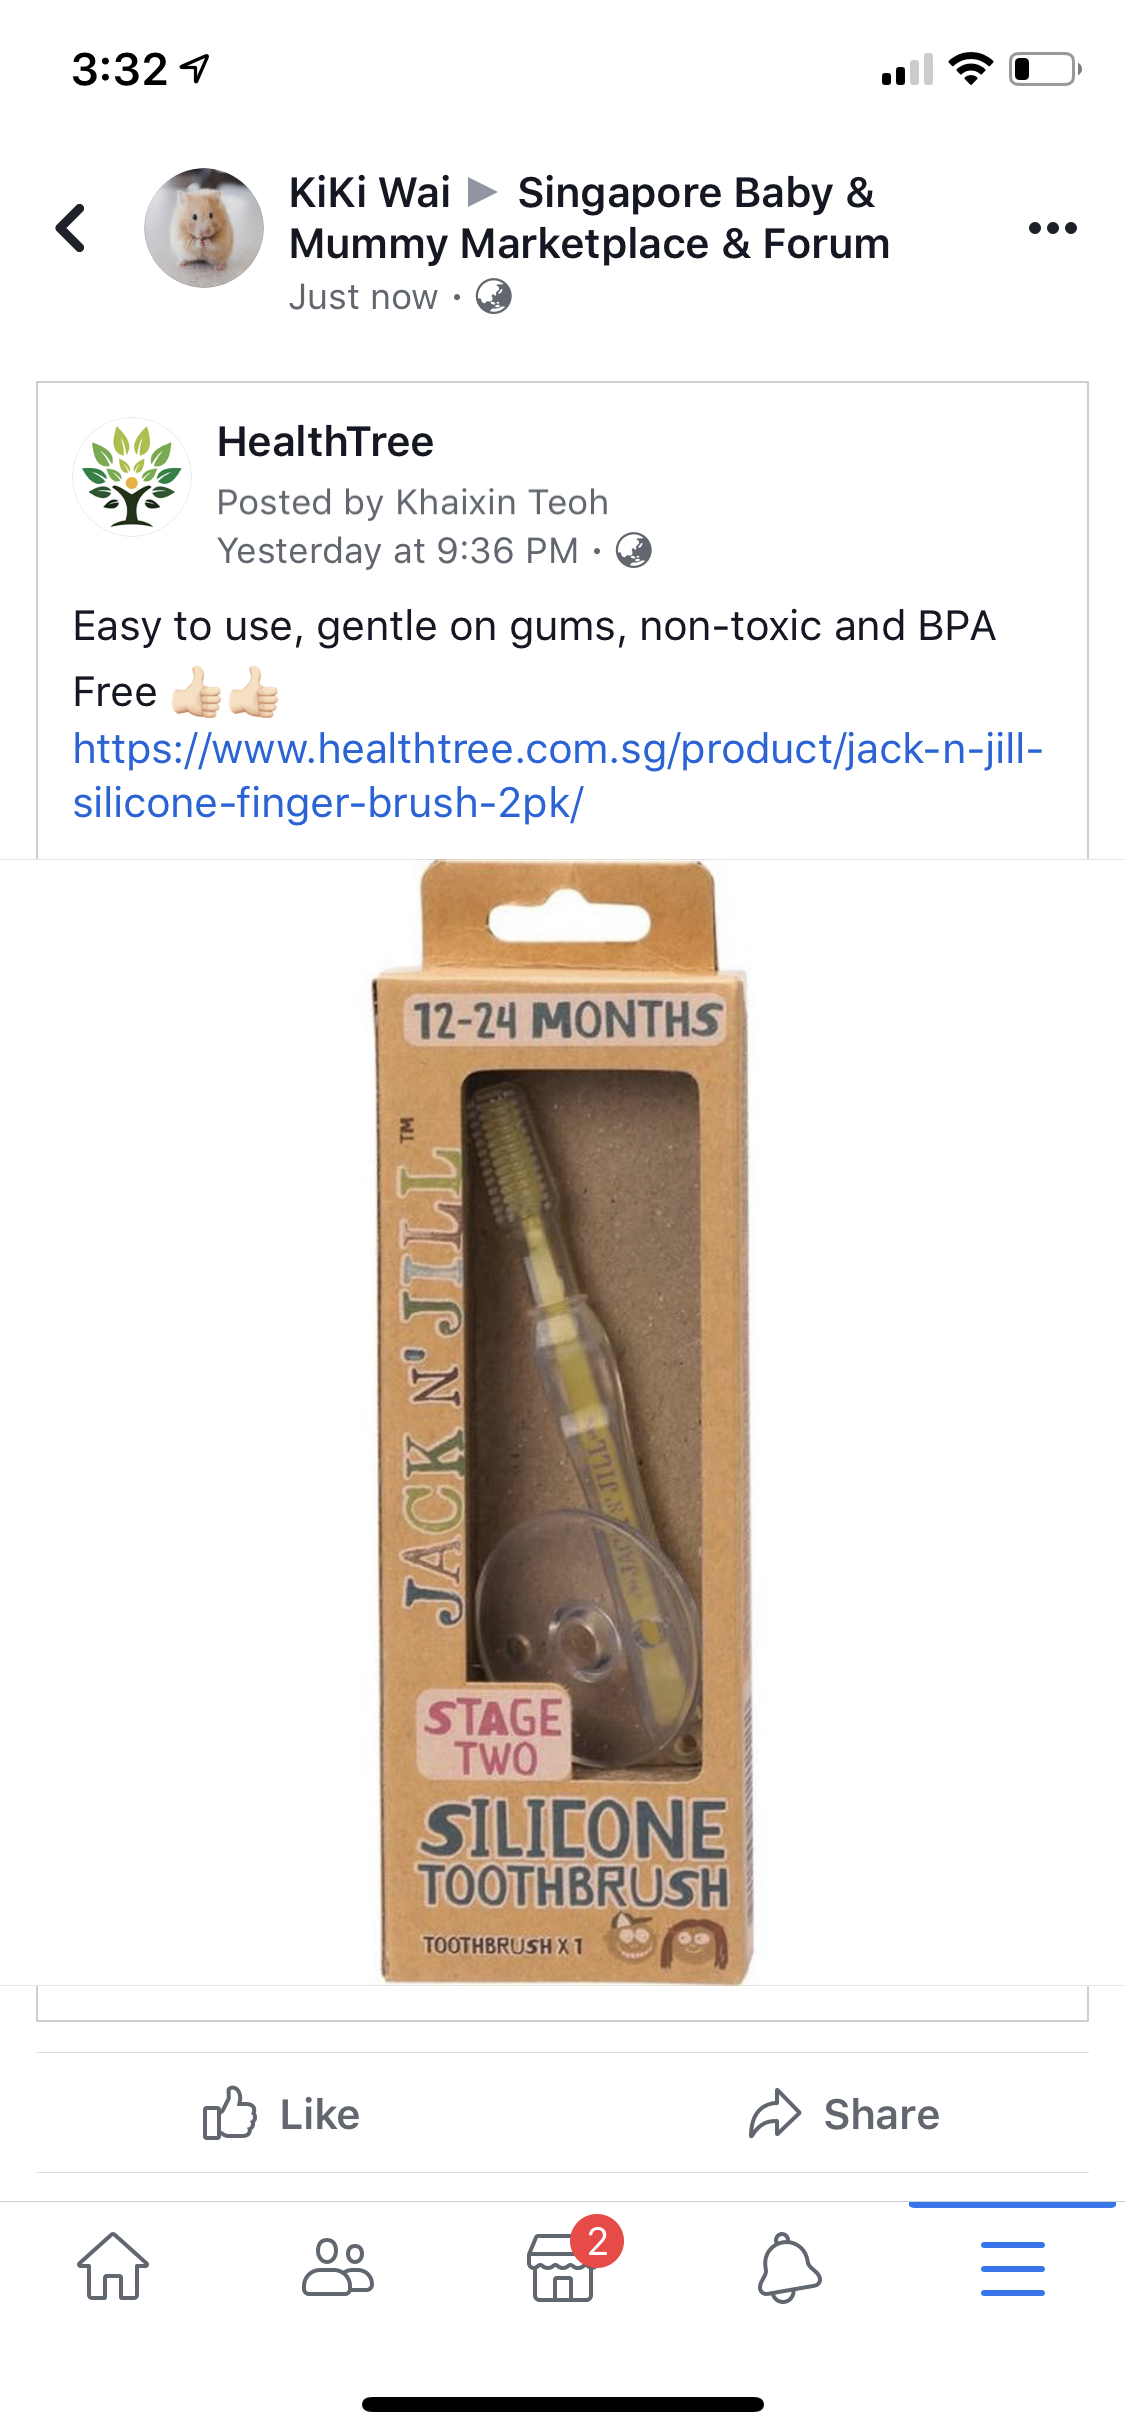 3:32
KiKi Wai ▶ Singapore Baby &
Mummy Marketplace & Forum
Just now ·
HealthTree
Posted by Khaixin Teoh
Yesterday at 9:36 PM ·
Easy to use, gentle on gums, non-toxic and BPA
Free 👍🏻👍🏻
https://www.healthtree.com.sg/product/jack-n-jill-
silicone-finger-brush-2pk/
12-24 MONTHS
JACK N' JILL™
JACK N' JILL
STAGE
TWO
SILICONE
TOOTHBRUSH
TOOTHBRUSH X 1
Like
Share
2